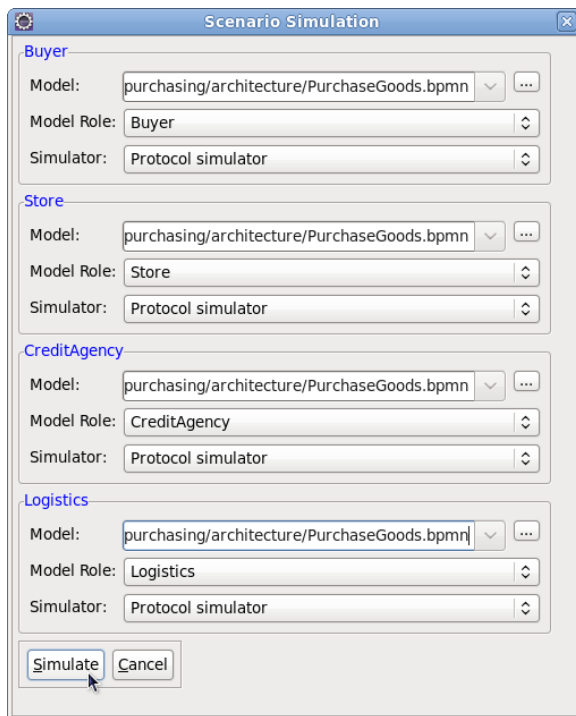 Scenario Simulation
Buyer
Model: purchasing/architecture/PurchaseGoods.bpmn ...
Model Role: Buyer
Simulator: Protocol simulator
Store
Model: purchasing/architecture/PurchaseGoods.bpmn ...
Model Role: Store
Simulator: Protocol simulator
CreditAgency
Model: purchasing/architecture/PurchaseGoods.bpmn ...
Model Role: CreditAgency
Simulator: Protocol simulator
Logistics
Model: purchasing/architecture/PurchaseGoods.bpmn ...
Model Role: Logistics
Simulator: Protocol simulator
Simulate Cancel